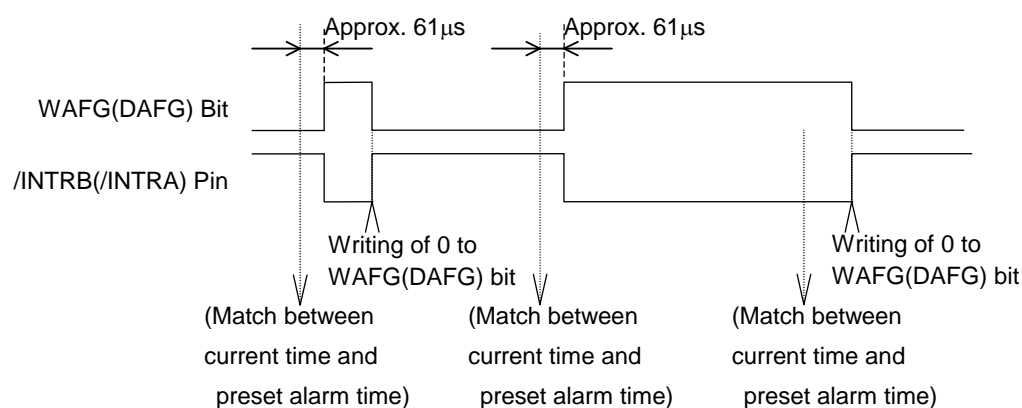 Approx. 61μs
Approx. 61μs
WAFG(DAFG) Bit
/INTRB(/INTRA) Pin
Writing of 0 to
WAFG(DAFG) bit
Writing of 0 to
WAFG(DAFG) bit
(Match between
current time and
preset alarm time)
(Match between
current time and
preset alarm time)
(Match between
current time and
preset alarm time)